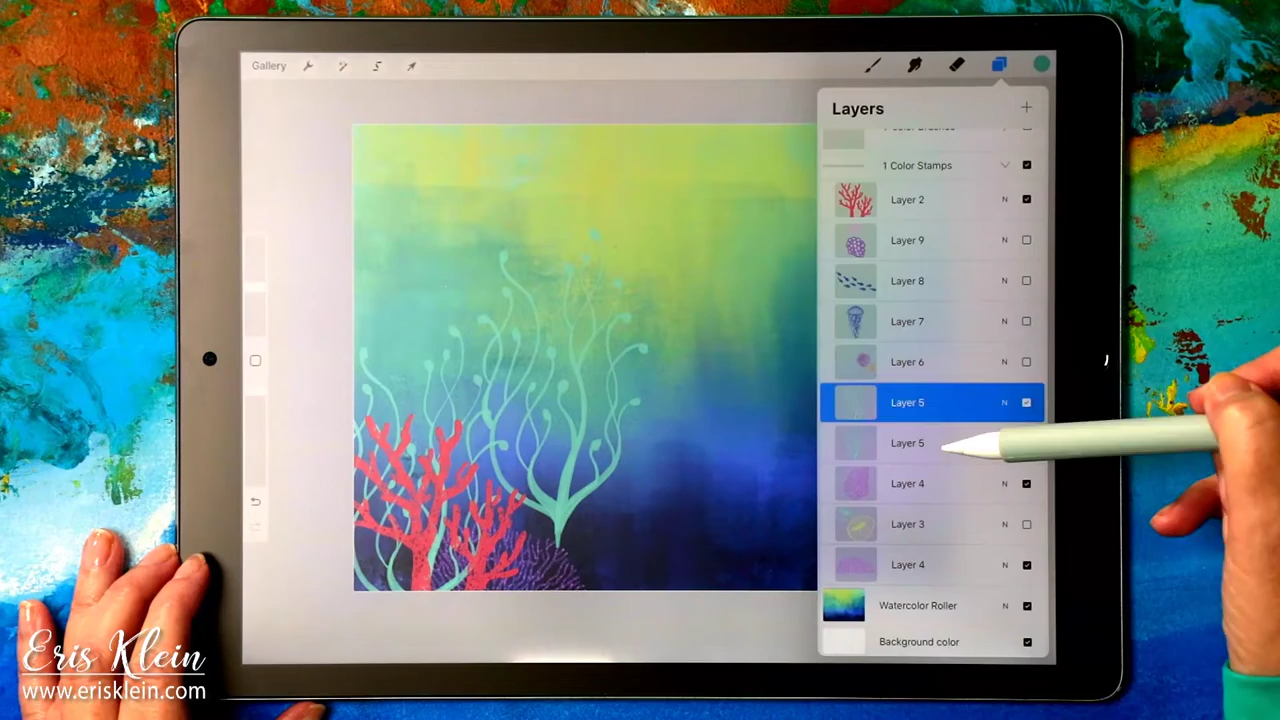 Gallery
Layers
1 Color Stamps
Layer 2 N
Layer 9 N
Layer 8 N
Layer 7 N
Layer 6 N
Layer 5 N
Layer 5
Layer 4 N
Layer 3 N
Layer 4 N
Watercolor Roller N
Background color
Eris Klein
www.erisklein.com